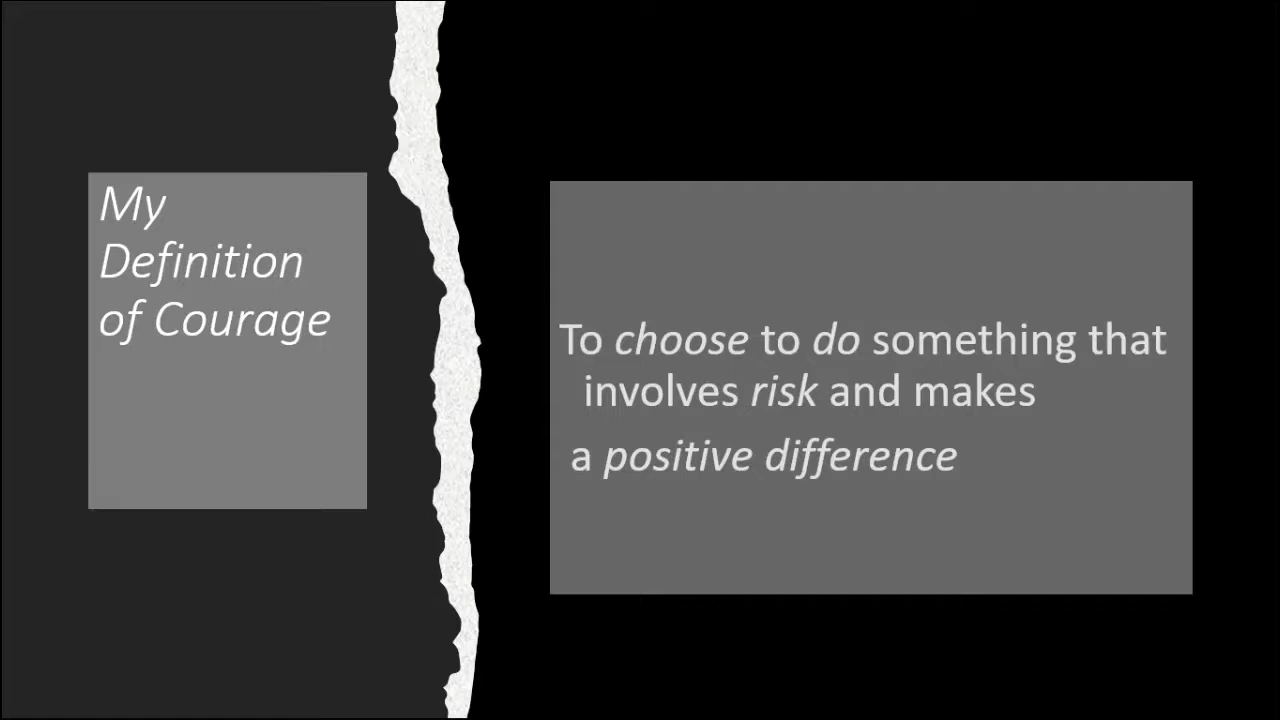 My
Definition
of Courage
To choose to do something that
involves risk and makes
a positive difference